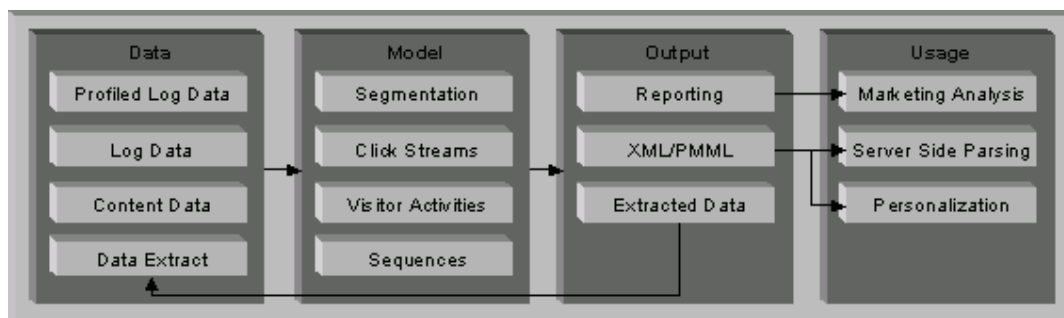 Data
Profiled Log Data
Log Data
Content Data
Data Extract
Model
Segmentation
Click Streams
Visitor Activities
Sequences
Output
Reporting
XML/PMML
Extracted Data
Usage
Marketing Analysis
Server Side Parsing
Personalization